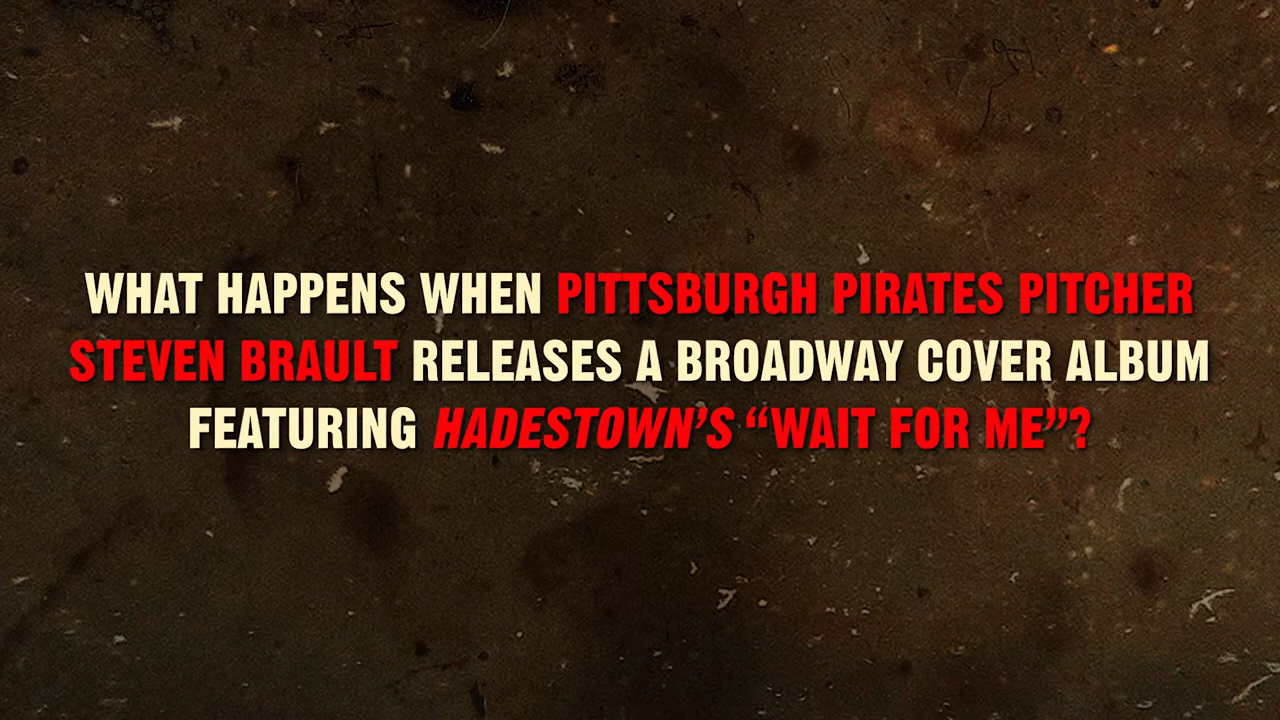 WHAT HAPPENS WHEN PITTSBURGH PIRATES PITCHER
STEVEN BRAULT RELEASES A BROADWAY COVER ALBUM
FEATURING HADESTOWN’S “WAIT FOR ME”?